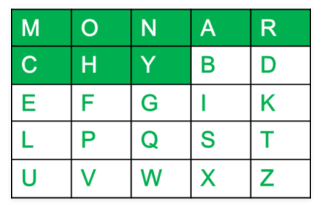 M O N A R
C H Y B D
E F G I K
L P Q S T
U V W X Z